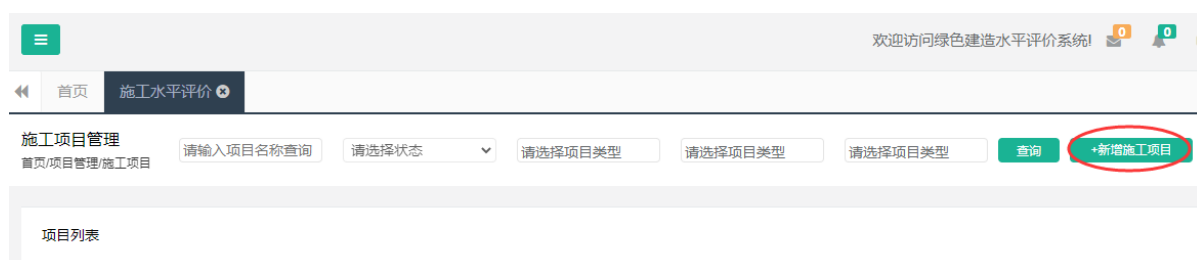 欢迎访问绿色建造水平评价系统! 0 0
首页 施工水平评价
施工项目管理
首页/项目管理/施工项目
请输入项目名称查询 请选择状态 请选择项目类型 请选择项目类型 请选择项目类型 查询 +新增施工项目
项目列表